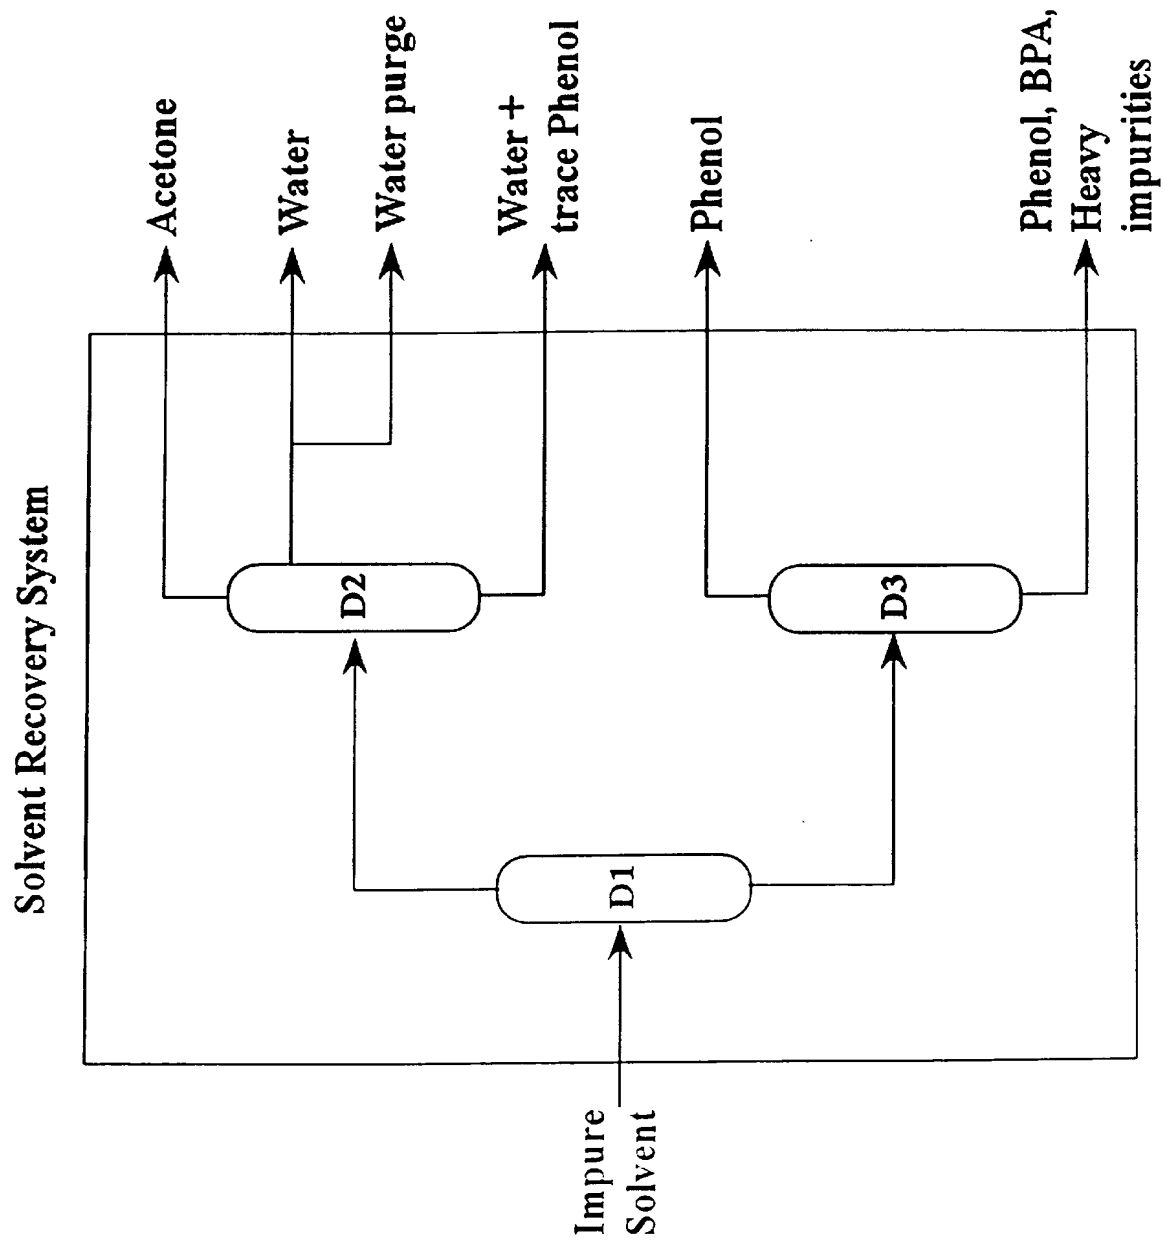 Solvent Recovery System
Impure
Solvent
D1
D2
D3
Acetone
Water
Water purge
Water +
trace Phenol
Phenol
Phenol, BPA,
Heavy
impurities